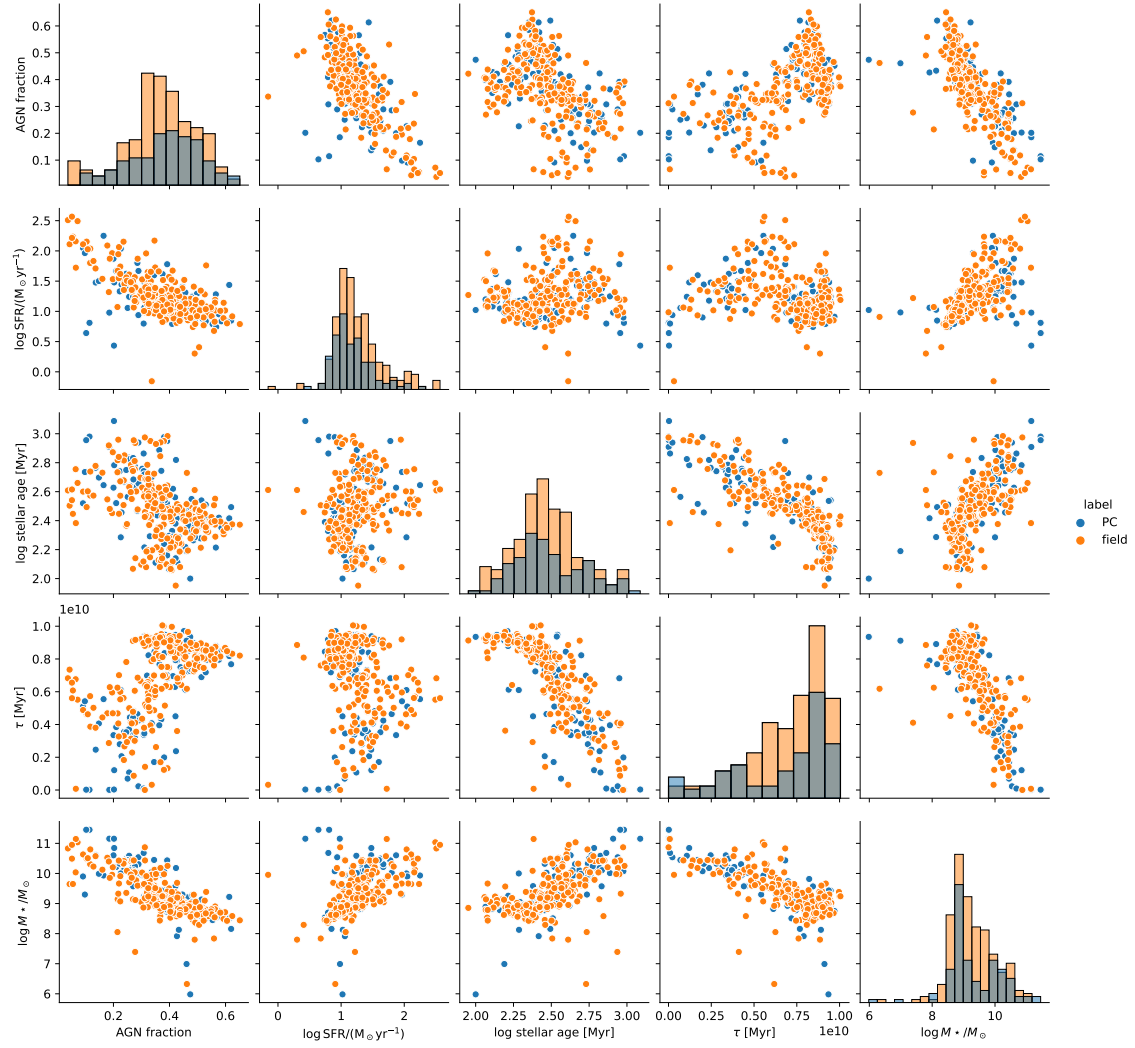 AGN fraction
0.6
0.5
0.4
0.3
0.2
0.1
log SFR/(M⊙ yr⁻¹)
2.5
2.0
1.5
1.0
0.5
0.0
log stellar age [Myr]
3.0
2.8
2.6
2.4
2.2
2.0
label
PC
field
1e10
τ [Myr]
1.0
0.8
0.6
0.4
0.2
0.0
log M⋆/M⊙
11
10
9
8
7
6
0.2 0.4 0.6
AGN fraction
0 1 2
log SFR/(M⊙ yr⁻¹)
2.00 2.25 2.50 2.75 3.00
log stellar age [Myr]
0.00 0.25 0.50 0.75 1.00
τ [Myr] 1e10
6 8 10
log M⋆/M⊙